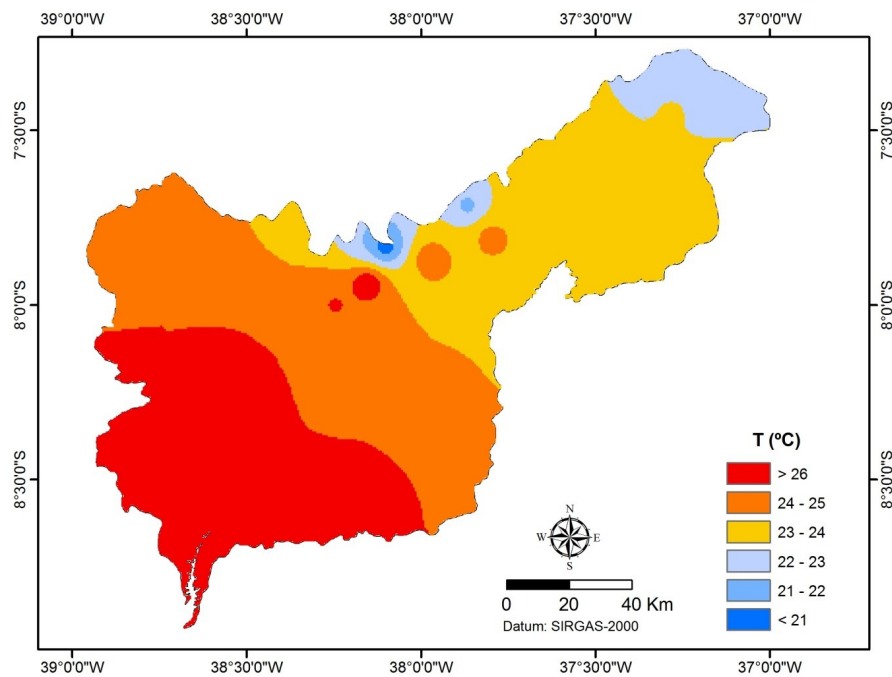 39°0'0"W 38°30'0"W 38°0'0"W 37°30'0"W 37°0'0"W
7°30'0"S 7°30'0"S
8°0'0"S 8°0'0"S
8°30'0"S 8°30'0"S
T (ºC)
> 26
24 - 25
23 - 24
22 - 23
21 - 22
< 21
N
W E
S
0 20 40 Km
Datum: SIRGAS-2000
39°0'0"W 38°30'0"W 38°0'0"W 37°30'0"W 37°0'0"W